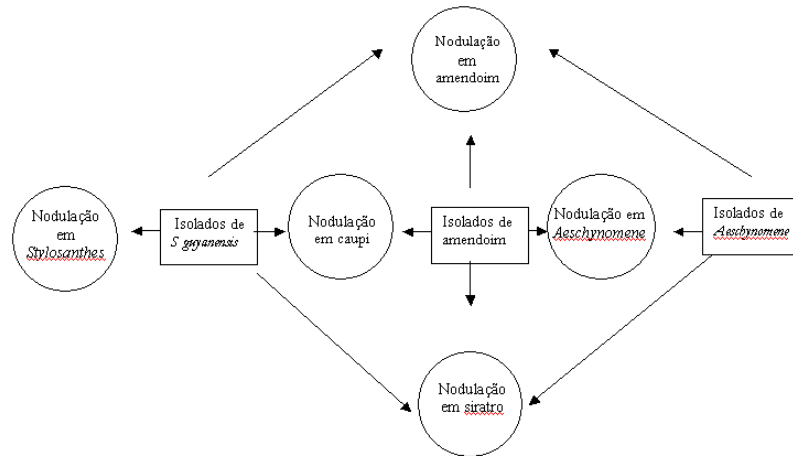 Nodulação
em
amendoim
Nodulação
em
Stylosanthes
Isolados de
S guyanensis
Nodulação
em caupi
Isolados de
amendoim
Nodulação em
Aeschynomene
Isolados de
Aeschynomene
Nodulação
em siratro